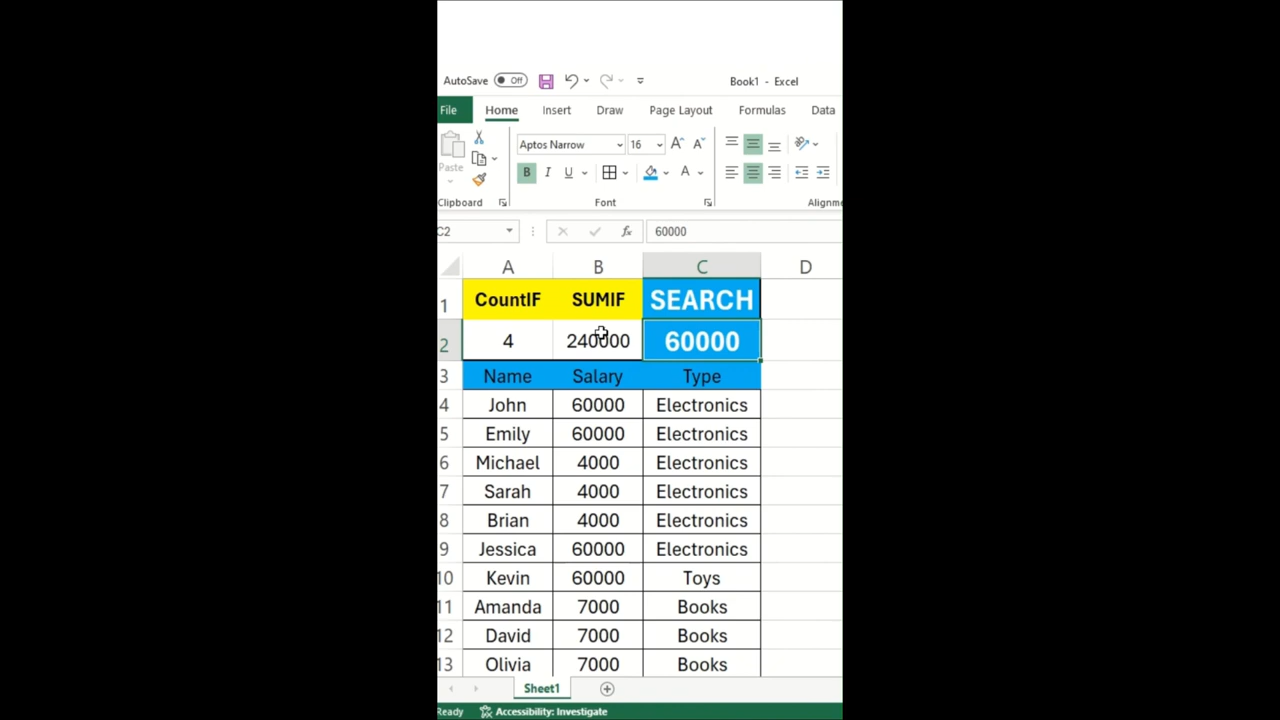 AutoSave Off Book1 - Excel
File Home Insert Draw Page Layout Formulas Data
Paste Aptos Narrow 16
B I U A
Clipboard Font Alignm
C2 fx 60000
A B C D
1 CountIF SUMIF SEARCH
2 4 240000 60000
3 Name Salary Type
4 John 60000 Electronics
5 Emily 60000 Electronics
6 Michael 4000 Electronics
7 Sarah 4000 Electronics
8 Brian 4000 Electronics
9 Jessica 60000 Electronics
10 Kevin 60000 Toys
11 Amanda 7000 Books
12 David 7000 Books
13 Olivia 7000 Books
Sheet1
Ready Accessibility: Investigate